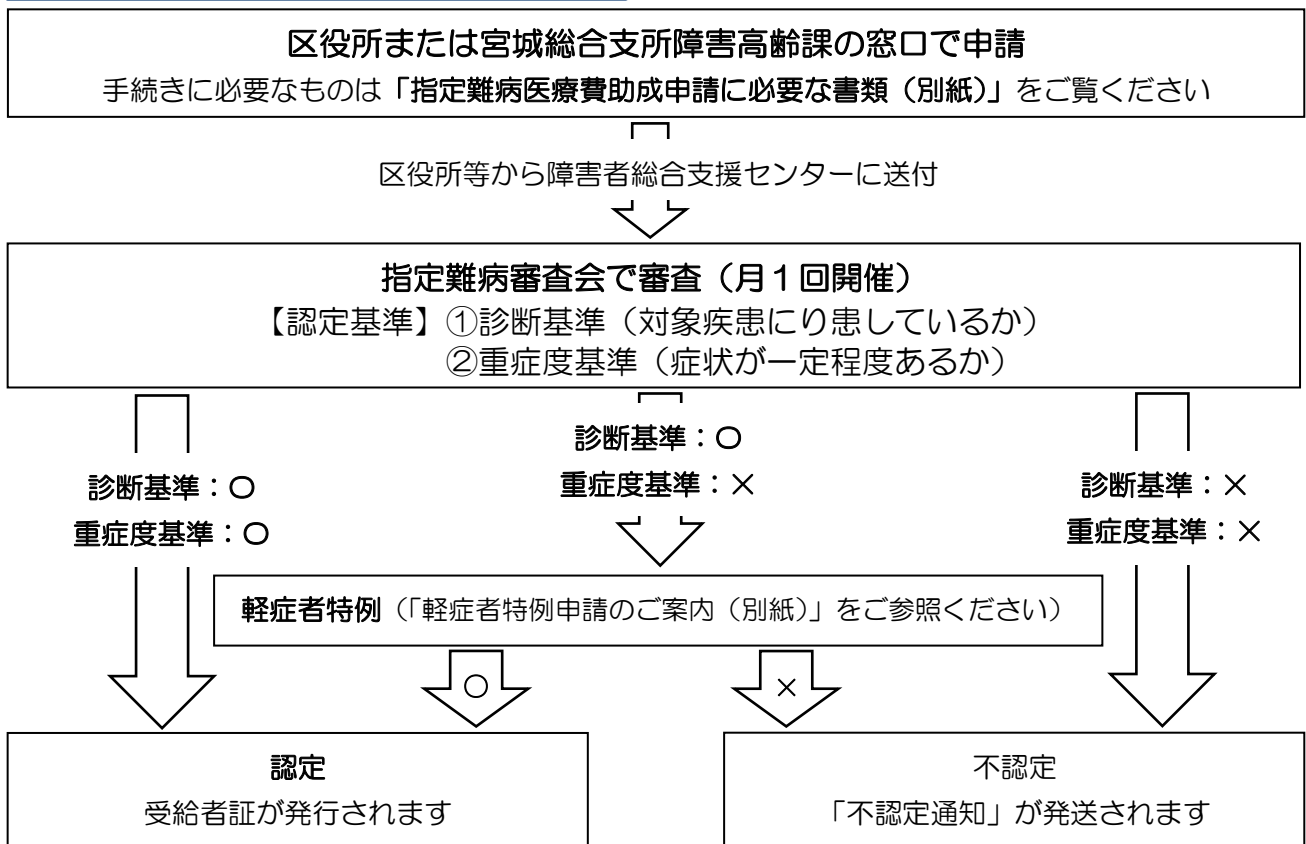 区役所または宮城総合支所障害高齢課の窓口で申請
手続きに必要なものは「指定難病医療費助成申請に必要な書類（別紙）」をご覧ください
区役所等から障害者総合支援センターに送付
指定難病審査会で審査（月１回開催）
【認定基準】①診断基準（対象疾患にり患しているか）
②重症度基準（症状が一定程度あるか）
診断基準：〇
重症度基準：〇
診断基準：〇
重症度基準：×
診断基準：×
重症度基準：×
軽症者特例（「軽症者特例申請のご案内（別紙）」をご参照ください）
〇
×
認定
受給者証が発行されます
不認定
「不認定通知」が発送されます